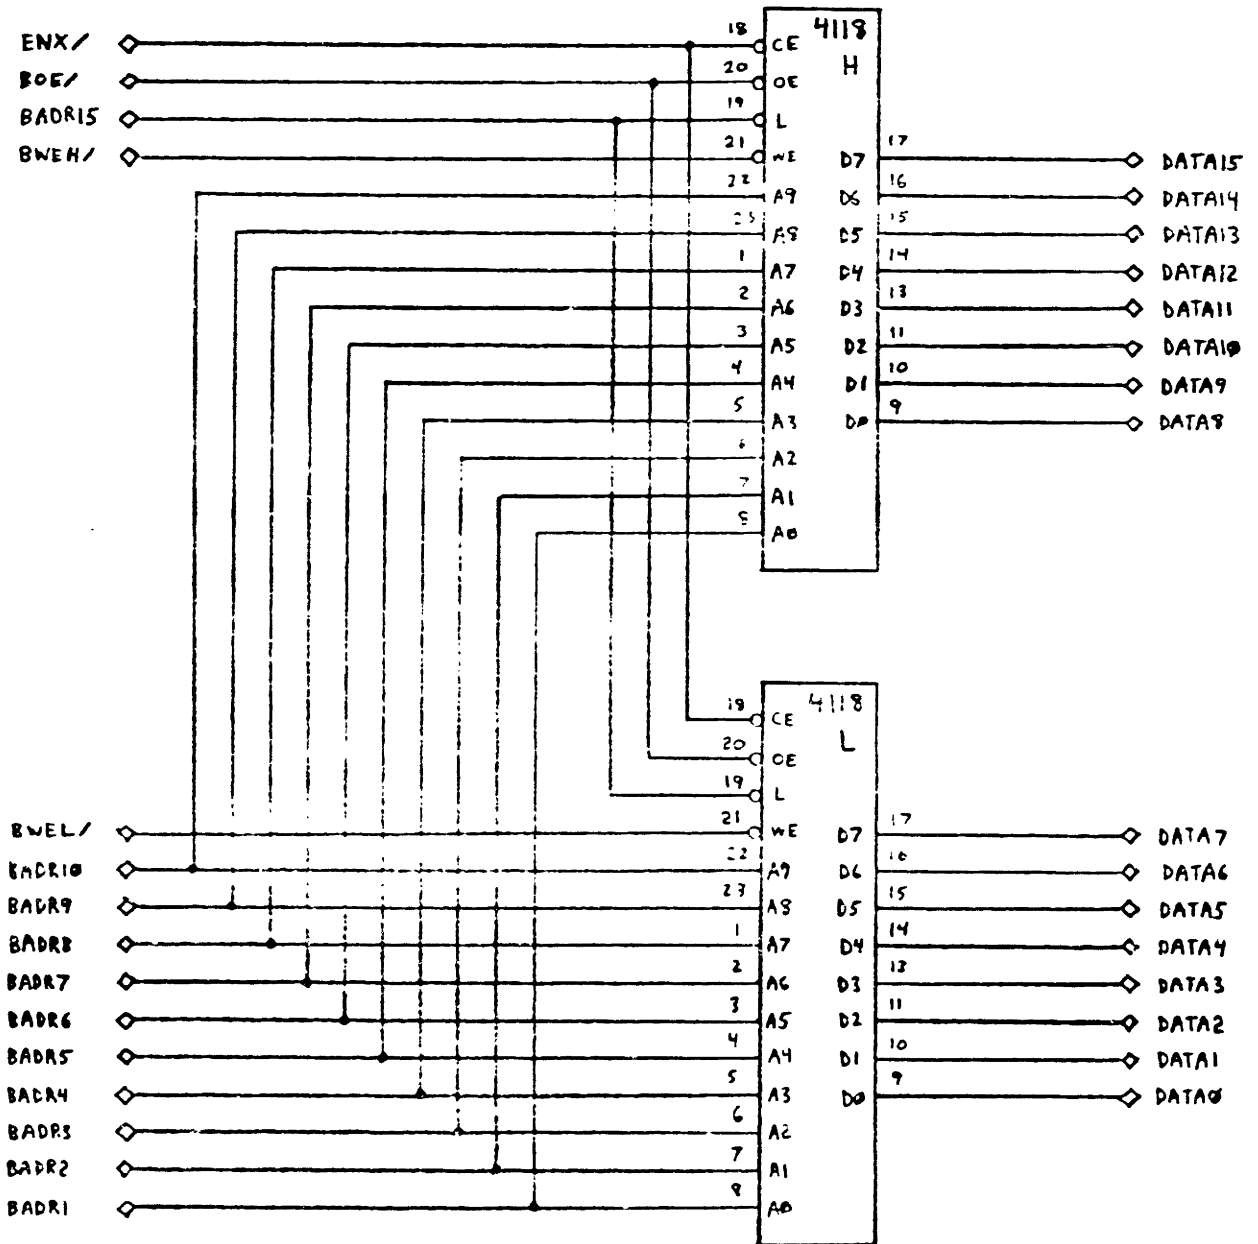 ENX/ 18 CE 4118
BOE/ 20 OE H
BADR15 19 L
BWEH/ 21 WE D7 17 DATA15
22 A9 D6 16 DATA14
23 A8 D5 15 DATA13
1 A7 D4 14 DATA12
2 A6 D3 13 DATA11
3 A5 D2 11 DATA10
4 A4 D1 10 DATA9
5 A3 D0 9 DATA8
6 A2
7 A1
8 A0
18 CE 4118
20 OE L
19 L
BWEL/ 21 WE D7 17 DATA7
BADR10 22 A9 D6 16 DATA6
BADR9 23 A8 D5 15 DATA5
BADR8 1 A7 D4 14 DATA4
BADR7 2 A6 D3 13 DATA3
BADR6 3 A5 D2 11 DATA2
BADR5 4 A4 D1 10 DATA1
BADR4 5 A3 D0 9 DATA0
BADR3 6 A2
BADR2 7 A1
BADR1 8 A0